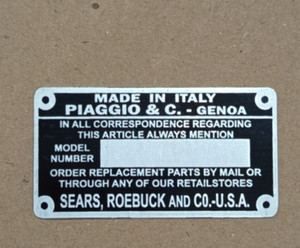 MADE IN ITALY
PIAGGIO & C. - GENOA
IN ALL CORRESPONDENCE REGARDING
THIS ARTICLE ALWAYS MENTION
MODEL
NUMBER
ORDER REPLACEMENT PARTS BY MAIL OR
THROUGH ANY OF OUR RETAILSTORES
SEARS, ROEBUCK AND CO.-U.S.A.